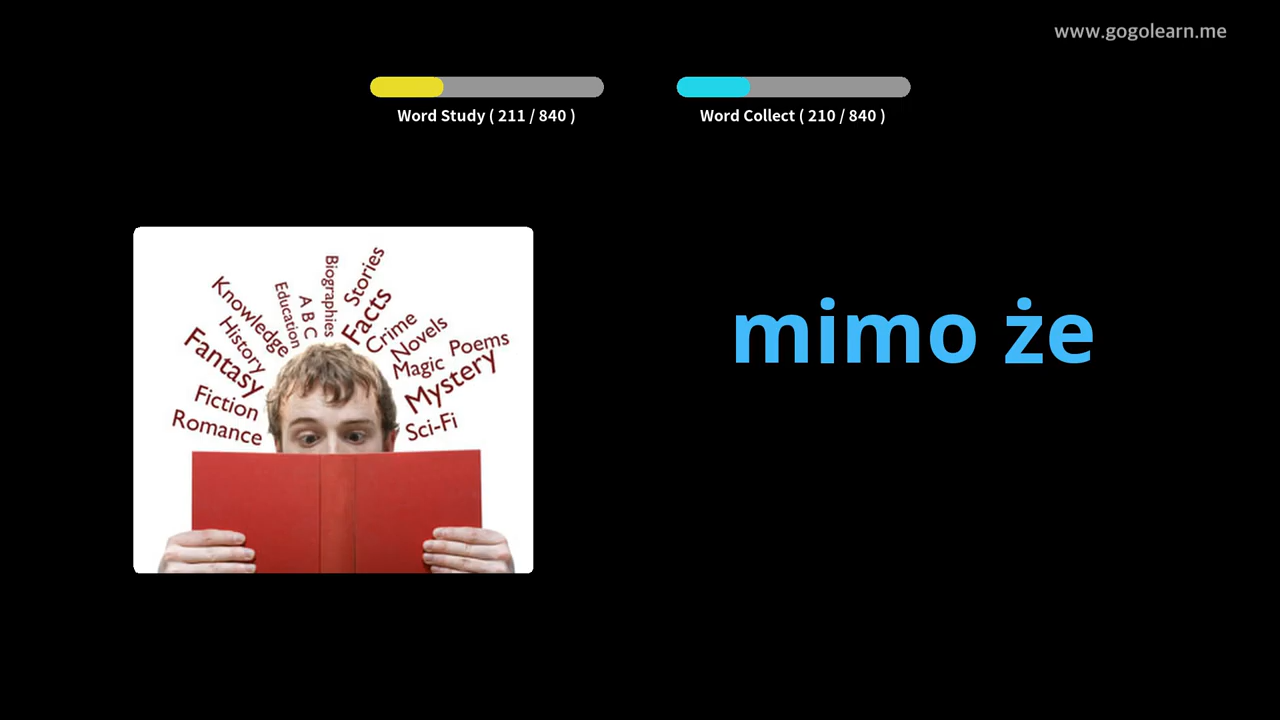 www.gogolearn.me
Word Study ( 211 / 840 )
Word Collect ( 210 / 840 )
mimo że
Biographies
Stories
Education
A B C
Facts
Knowledge
History
Crime
Novels
Fantasy
Magic
Poems
Mystery
Fiction
Romance
Sci-Fi